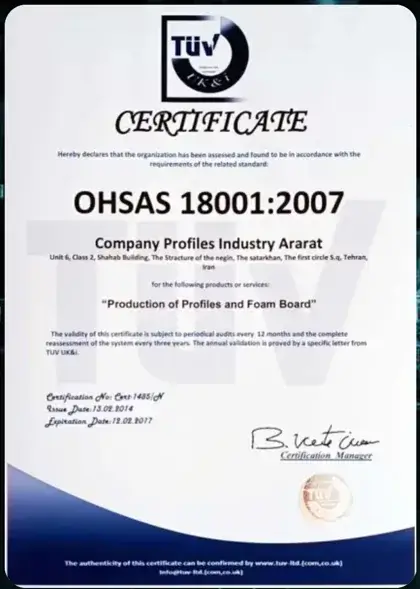 TÜV
UK&i
CERTIFICATE
Hereby declares that the organization has been assessed and found to be in accordance with the
requirements of the related standard:
OHSAS 18001:2007
Company Profiles Industry Ararat
Unit 6, Class 2, Shahab Building, The Stracture of the negin, The satarkhan, The first circle S.q, Tehran,
Iran
for the following products or services:
"Production of Profiles and Foam Board"
The validity of this certificate is subject to periodical audits every 12 months and the complete
reassessment of the system every three years. The annual validation is proved by a specific letter from
TUV UK&i.
Certification No: Cert-1485/N
Issue Date:13.02.2014
Expiration Date:12.02.2017
Certification Manager
TÜV
The authenticity of this certificate can be confirmed by www.tuv-ltd.(com,co.uk)
Info@tuv-ltd.(com,co.uk)